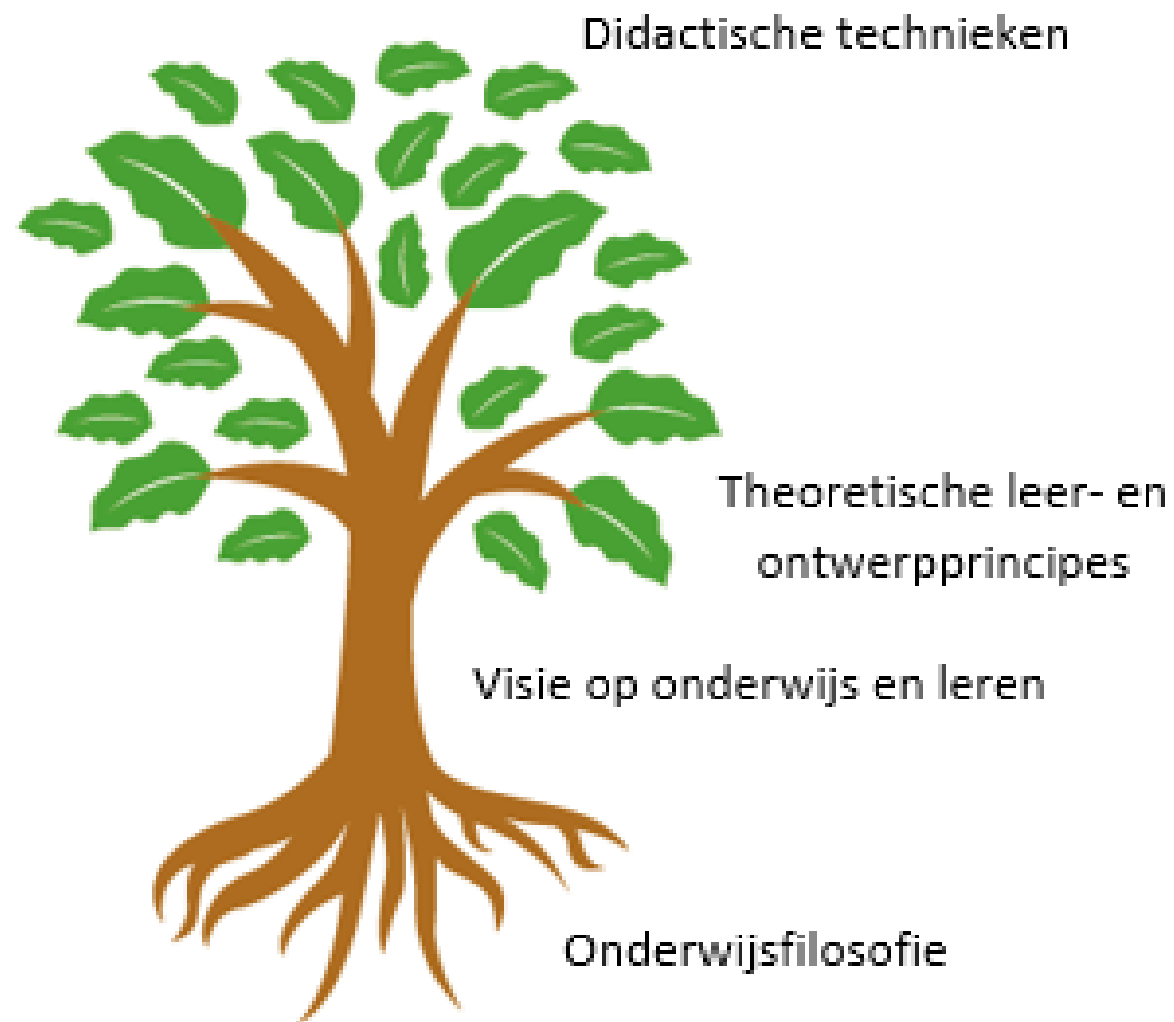 Didactische technieken
Theoretische leer- en
ontwerpprincipes
Visie op onderwijs en leren
Onderwijsfilosofie